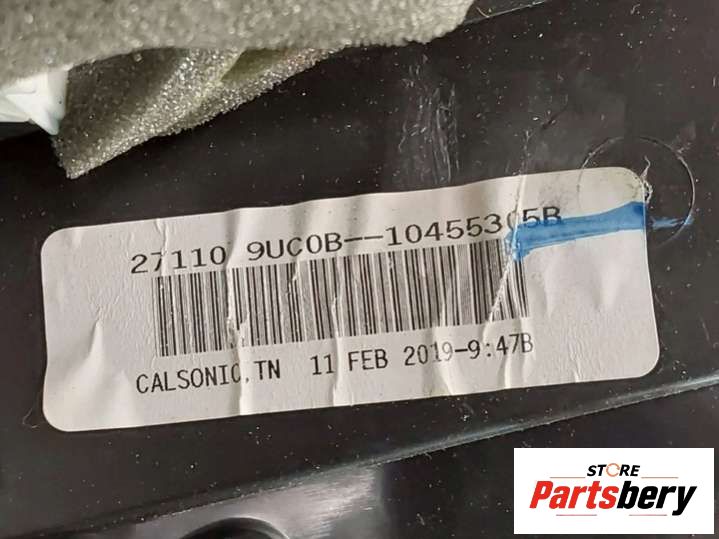 27110 9UC0B--10455305B
CALSONIC,TN 11 FEB 2019-9:47B
STORE
Partsbery